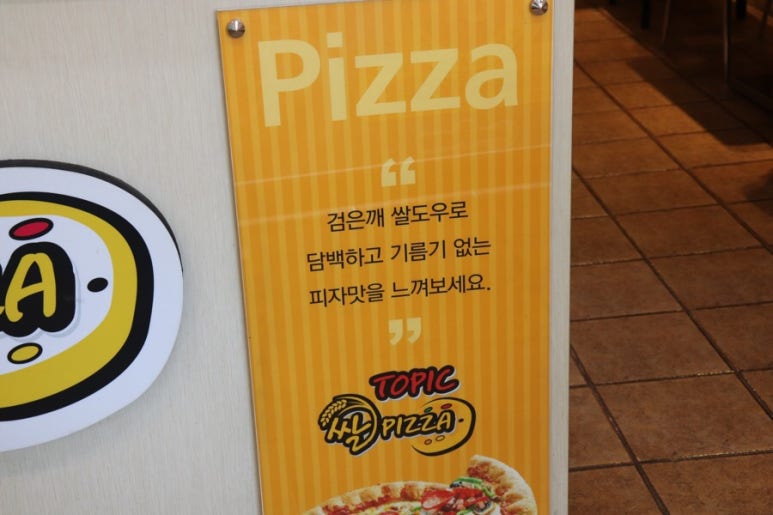 Pizza
“
검은깨 쌀도우로
담백하고 기름기 없는
피자맛을 느껴보세요.
”
TOPIC
쌀 PIZZA